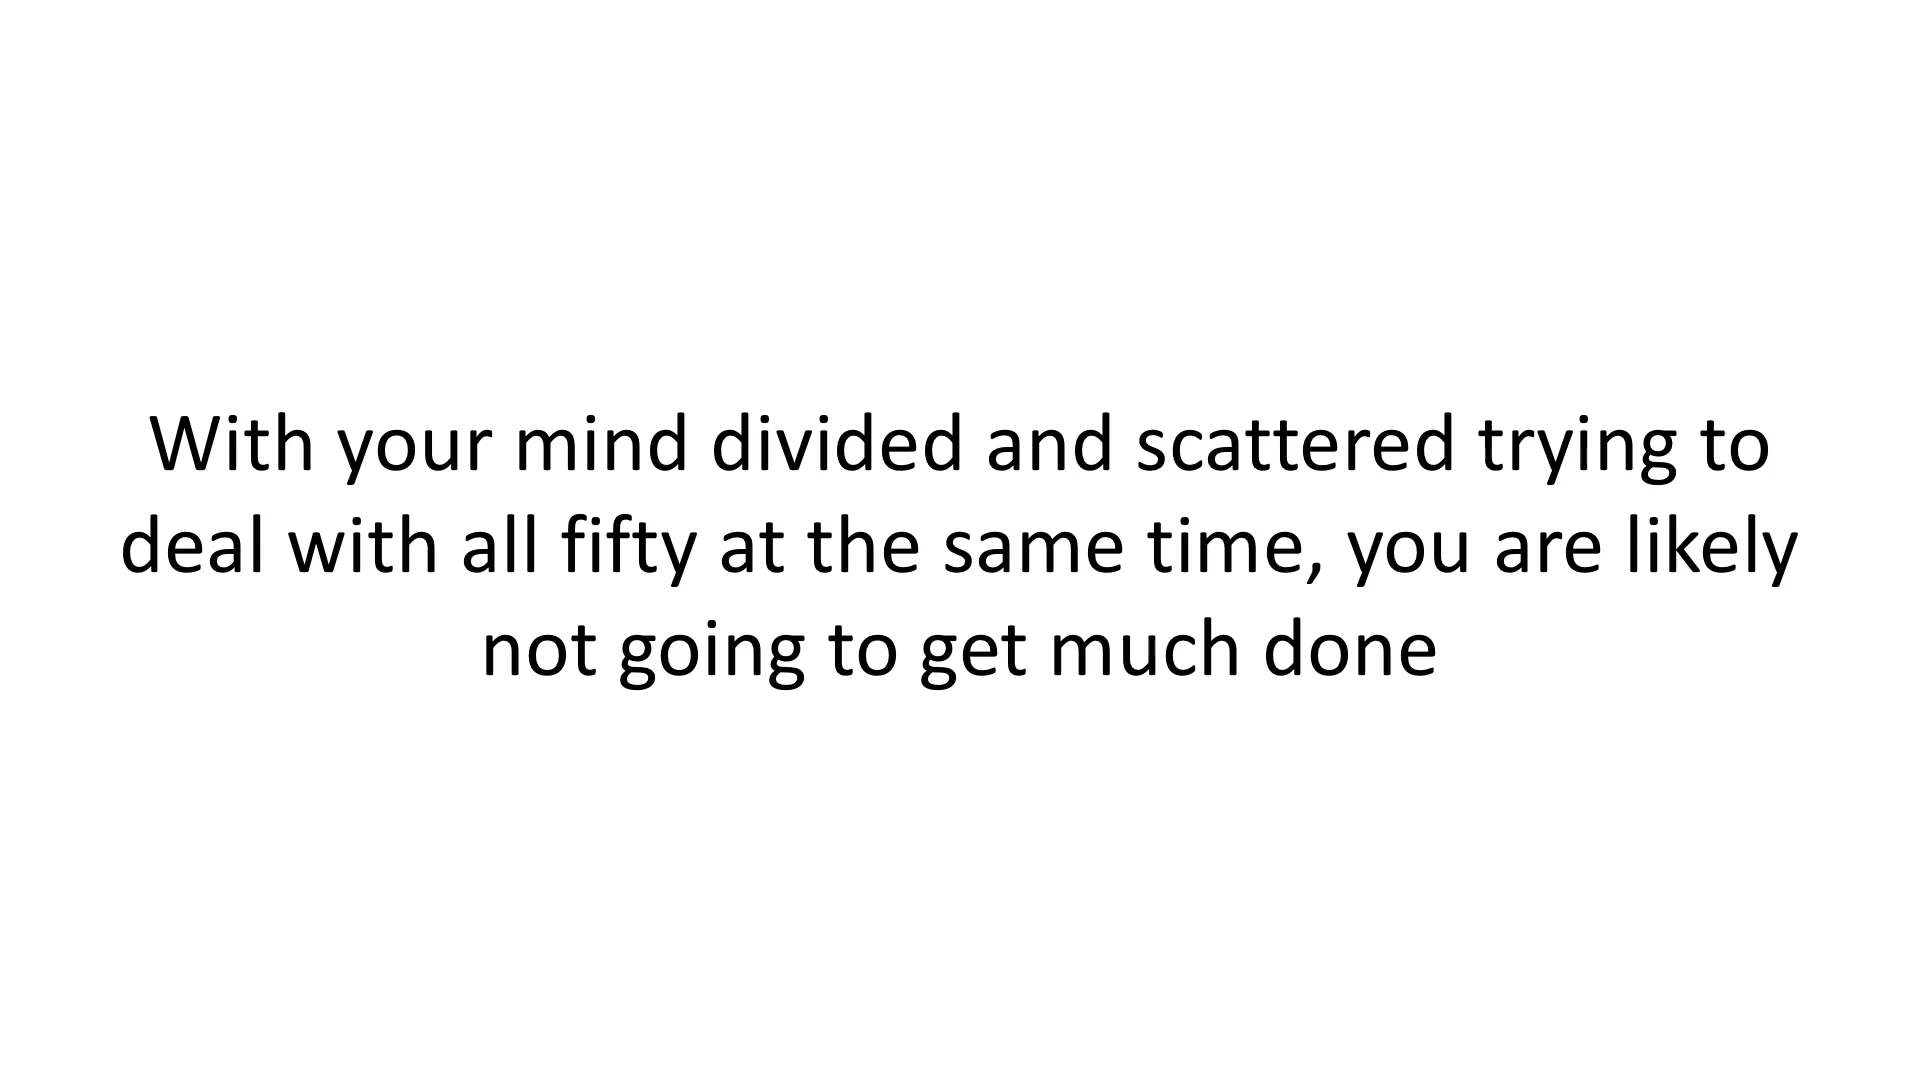 With your mind divided and scattered trying to
deal with all fifty at the same time, you are likely
not going to get much done